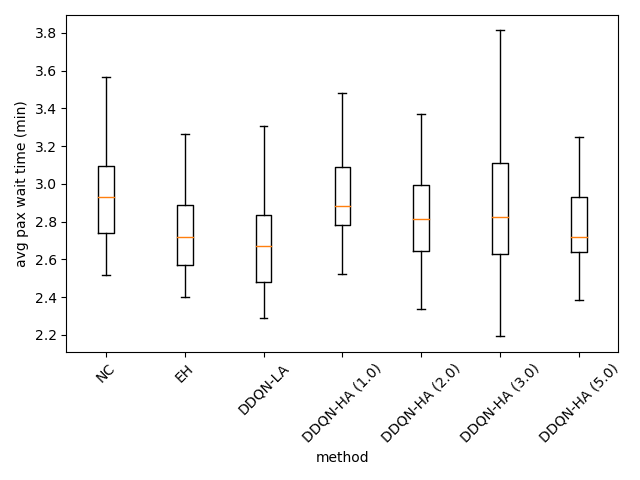 avg pax wait time (min)
3.8
3.6
3.4
3.2
3.0
2.8
2.6
2.4
2.2
NC
EH
DDQN-LA
DDQN-HA (1.0)
DDQN-HA (2.0)
DDQN-HA (3.0)
DDQN-HA (5.0)
method